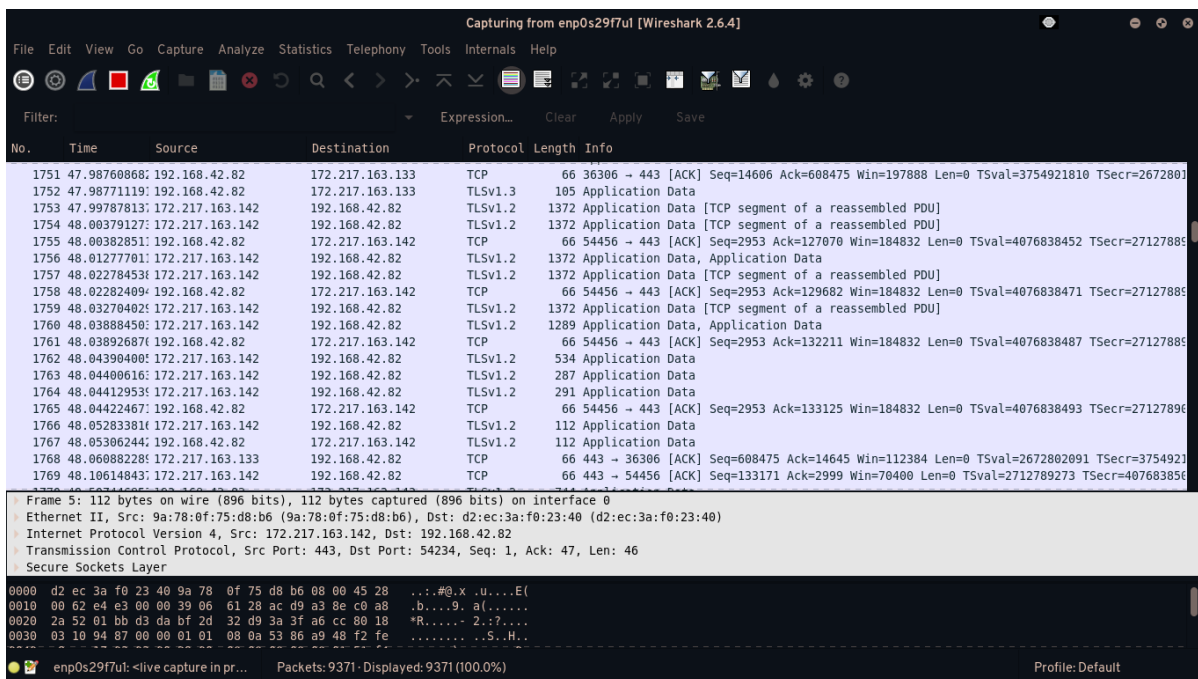 Capturing from enp0s29f7u1 [Wireshark 2.6.4]
File Edit View Go Capture Analyze Statistics Telephony Tools Internals Help
Filter: Expression... Clear Apply Save
No. Time Source Destination Protocol Length Info
1751 47.98760868 192.168.42.82 172.217.163.133 TCP 66 36306 → 443 [ACK] Seq=14606 Ack=608475 Win=197888 Len=0 TSval=3754921810 TSecr=2672801
1752 47.98771119 192.168.42.82 172.217.163.133 TLSv1.3 105 Application Data
1753 47.99787813 172.217.163.142 192.168.42.82 TLSv1.2 1372 Application Data [TCP segment of a reassembled PDU]
1754 48.00379127 172.217.163.142 192.168.42.82 TLSv1.2 1372 Application Data [TCP segment of a reassembled PDU]
1755 48.00382851 192.168.42.82 172.217.163.142 TCP 66 54456 → 443 [ACK] Seq=2953 Ack=127070 Win=184832 Len=0 TSval=4076838452 TSecr=2712788
1756 48.01277701 172.217.163.142 192.168.42.82 TLSv1.2 1372 Application Data, Application Data
1757 48.02278453 172.217.163.142 192.168.42.82 TLSv1.2 1372 Application Data [TCP segment of a reassembled PDU]
1758 48.02282409 192.168.42.82 172.217.163.142 TCP 66 54456 → 443 [ACK] Seq=2953 Ack=129682 Win=184832 Len=0 TSval=4076838471 TSecr=2712788
1759 48.03270402 172.217.163.142 192.168.42.82 TLSv1.2 1372 Application Data [TCP segment of a reassembled PDU]
1760 48.03888450 172.217.163.142 192.168.42.82 TLSv1.2 1289 Application Data, Application Data
1761 48.03892687 192.168.42.82 172.217.163.142 TCP 66 54456 → 443 [ACK] Seq=2953 Ack=132211 Win=184832 Len=0 TSval=4076838487 TSecr=2712788
1762 48.04390400 172.217.163.142 192.168.42.82 TLSv1.2 534 Application Data
1763 48.04400616 172.217.163.142 192.168.42.82 TLSv1.2 287 Application Data
1764 48.04412953 172.217.163.142 192.168.42.82 TLSv1.2 291 Application Data
1765 48.04422467 192.168.42.82 172.217.163.142 TCP 66 54456 → 443 [ACK] Seq=2953 Ack=133125 Win=184832 Len=0 TSval=4076838493 TSecr=2712789
1766 48.05283381 172.217.163.142 192.168.42.82 TLSv1.2 112 Application Data
1767 48.05306244 192.168.42.82 172.217.163.142 TLSv1.2 112 Application Data
1768 48.06088228 172.217.163.133 192.168.42.82 TCP 66 443 → 36306 [ACK] Seq=608475 Ack=14645 Win=112384 Len=0 TSval=2672802091 TSecr=3754921
1769 48.10614843 172.217.163.142 192.168.42.82 TCP 66 443 → 54456 [ACK] Seq=133171 Ack=2999 Win=70400 Len=0 TSval=2712789273 TSecr=407683850
Frame 5: 112 bytes on wire (896 bits), 112 bytes captured (896 bits) on interface 0
Ethernet II, Src: 9a:78:0f:75:d8:b6 (9a:78:0f:75:d8:b6), Dst: d2:ec:3a:f0:23:40 (d2:ec:3a:f0:23:40)
Internet Protocol Version 4, Src: 172.217.163.142, Dst: 192.168.42.82
Transmission Control Protocol, Src Port: 443, Dst Port: 54234, Seq: 1, Ack: 47, Len: 46
Secure Sockets Layer
0000 d2 ec 3a f0 23 40 9a 78 0f 75 d8 b6 08 00 45 28 ..:.#@.x .u....E(
0010 00 62 e4 e3 00 00 39 06 61 28 ac d9 a3 8e c0 a8 .b....9. a(......
0020 2a 52 01 bb d3 da bf 2d 32 d9 3a 3f a6 cc 80 18 *R.....- 2.:?....
0030 03 10 94 87 00 00 01 01 08 0a 53 86 a9 48 f2 fe ........ ..S..H..
enp0s29f7u1: <live capture in pr... Packets: 9371 · Displayed: 9371 (100.0%) Profile: Default